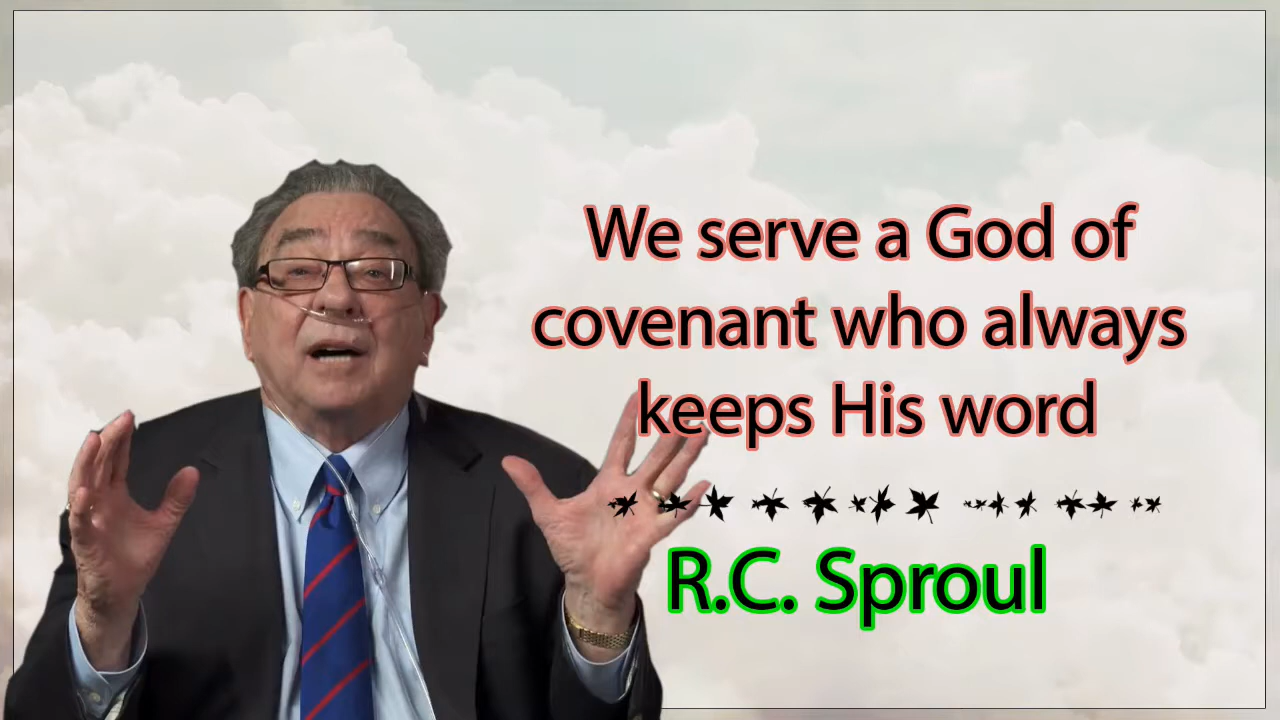 We serve a God of
covenant who always
keeps His word
R.C. Sproul